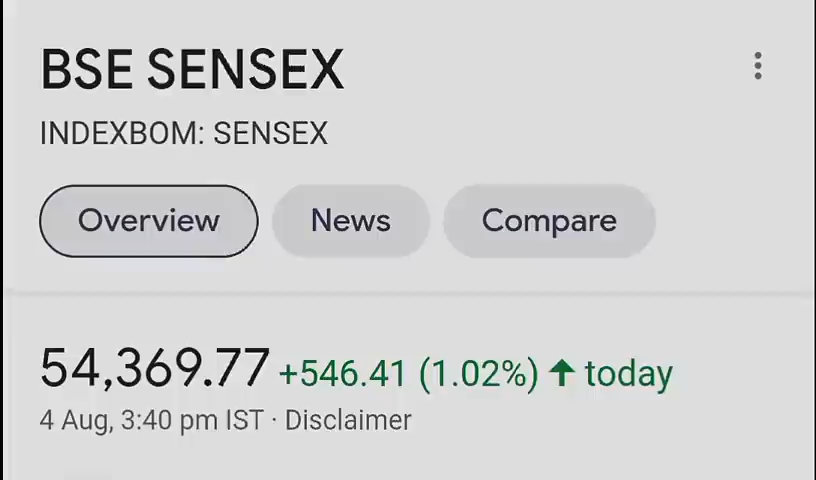 BSE SENSEX
INDEXBOM: SENSEX
Overview News Compare
54,369.77 +546.41 (1.02%) ↑ today
4 Aug, 3:40 pm IST · Disclaimer